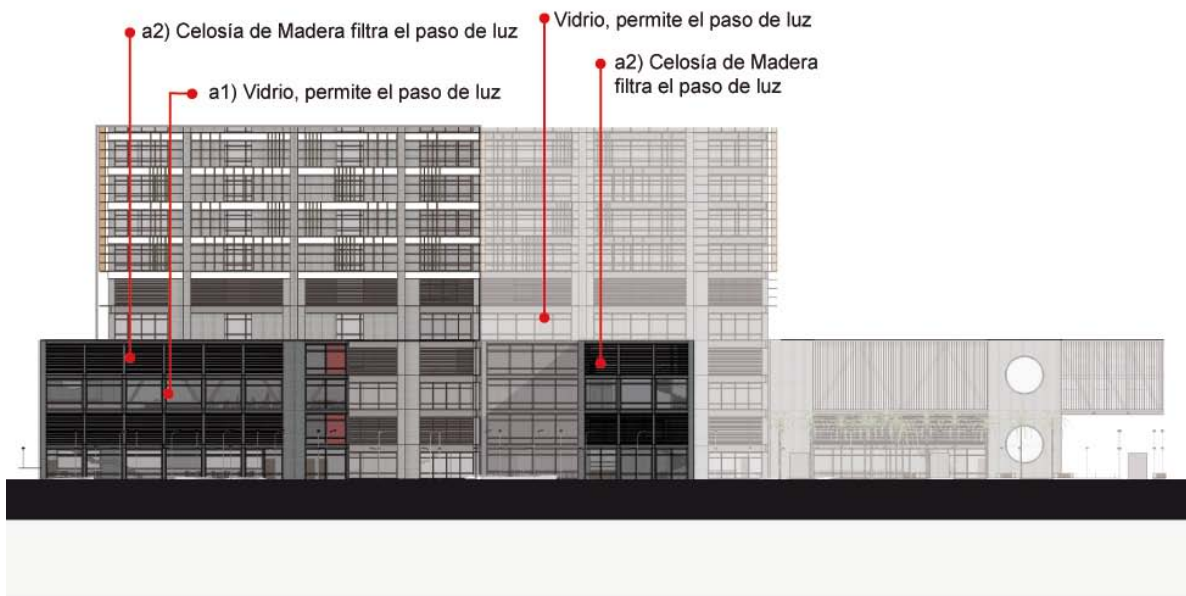 a2) Celosía de Madera filtra el paso de luz
Vidrio, permite el paso de luz
a2) Celosía de Madera
filtra el paso de luz
a1) Vidrio, permite el paso de luz